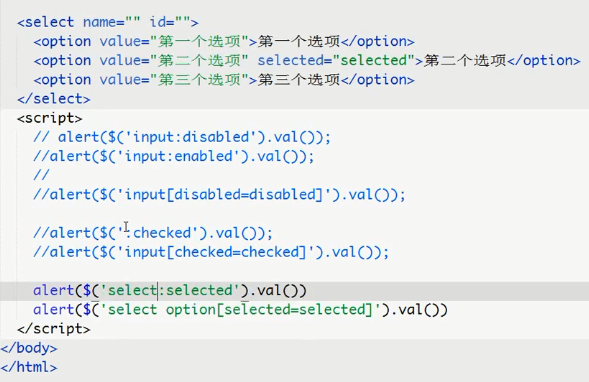 <select name="" id="">
<option value="第一个选项">第一个选项</option>
<option value="第二个选项" selected="selected">第二个选项</option>
<option value="第三个选项">第三个选项</option>
</select>
<script>
// alert($('input:disabled').val());
//alert($('input:enabled').val());
//
//alert($('input[disabled=disabled]').val());
//alert($(':checked').val());
//alert($('input[checked=checked]').val());
alert($('select:selected').val())
alert($('select option[selected=selected]').val())
</script>
</body>
</html>